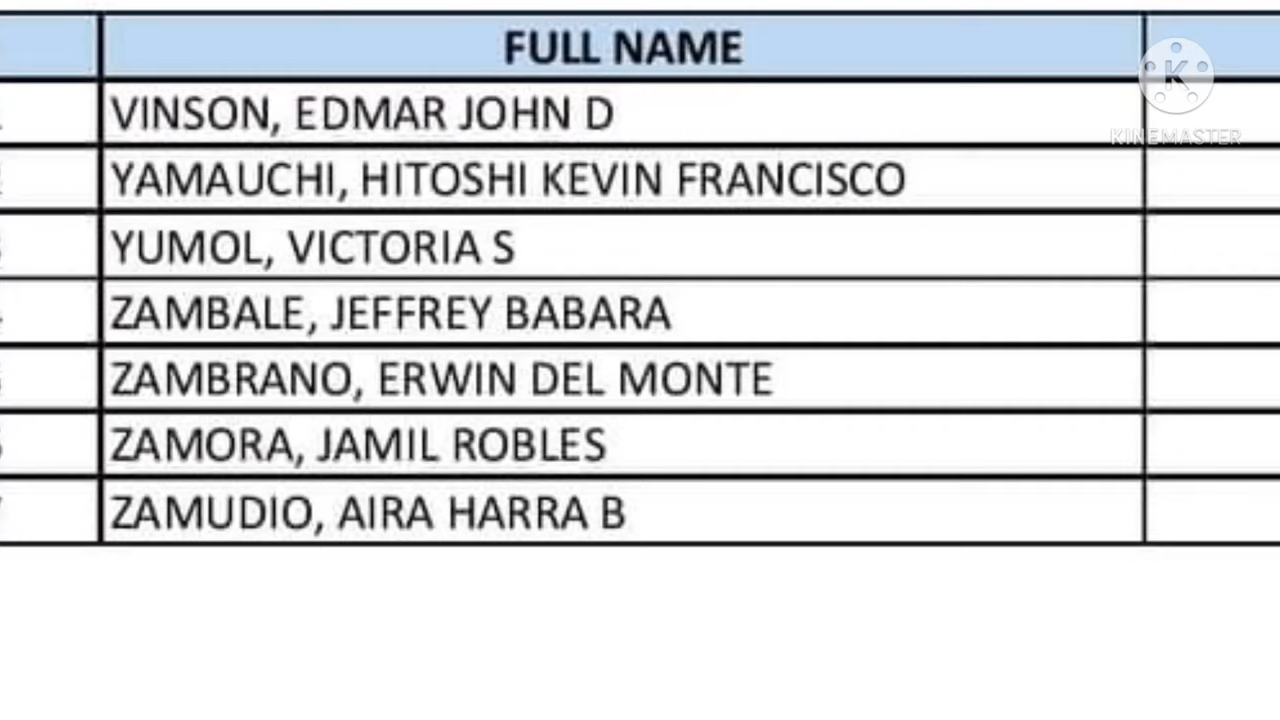 FULL NAME
VINSON, EDMAR JOHN D
YAMAUCHI, HITOSHI KEVIN FRANCISCO
YUMOL, VICTORIA S
ZAMBALE, JEFFREY BABARA
ZAMBRANO, ERWIN DEL MONTE
ZAMORA, JAMIL ROBLES
ZAMUDIO, AIRA HARRA B
K
KINEMASTER